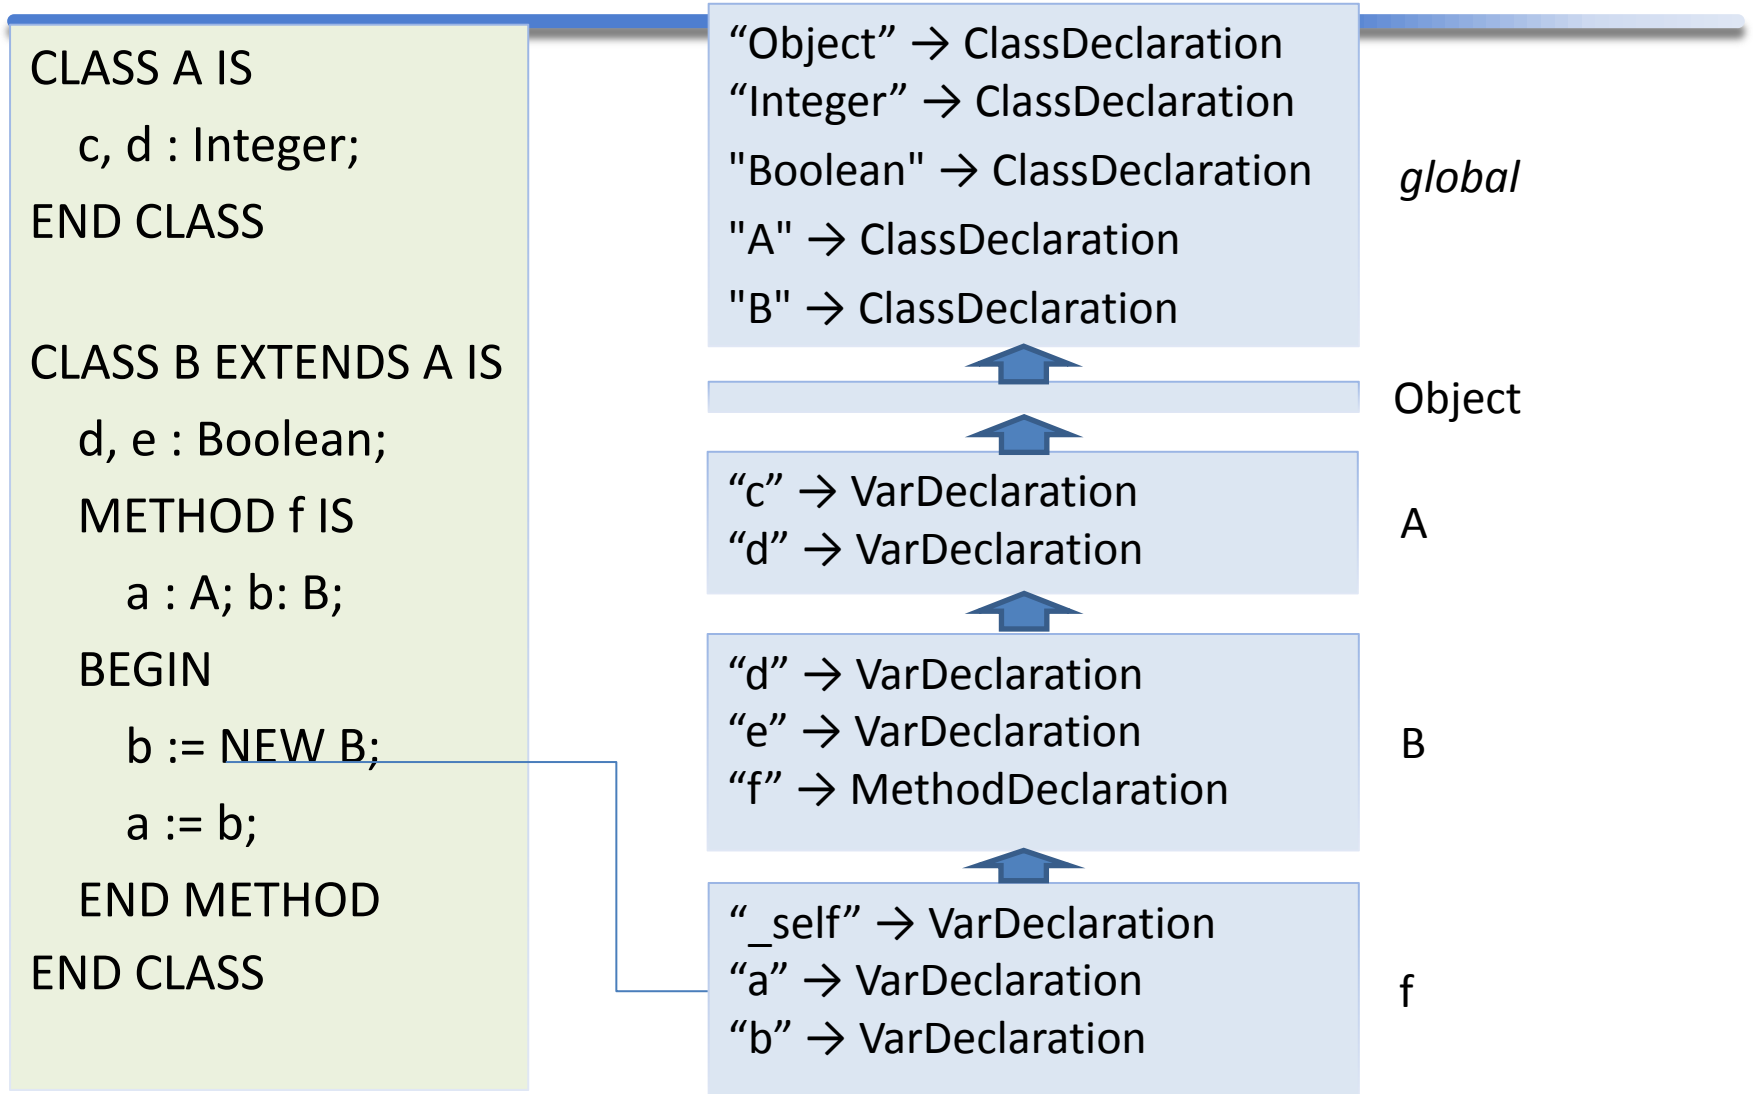 CLASS A IS
c, d : Integer;
END CLASS
CLASS B EXTENDS A IS
d, e : Boolean;
METHOD f IS
a : A; b: B;
BEGIN
b := NEW B;
a := b;
END METHOD
END CLASS
“Object” → ClassDeclaration
“Integer” → ClassDeclaration
"Boolean" → ClassDeclaration
"A" → ClassDeclaration
"B" → ClassDeclaration
global
Object
“c” → VarDeclaration
“d” → VarDeclaration
A
“d” → VarDeclaration
“e” → VarDeclaration
“f” → MethodDeclaration
B
“_self” → VarDeclaration
“a” → VarDeclaration
“b” → VarDeclaration
f